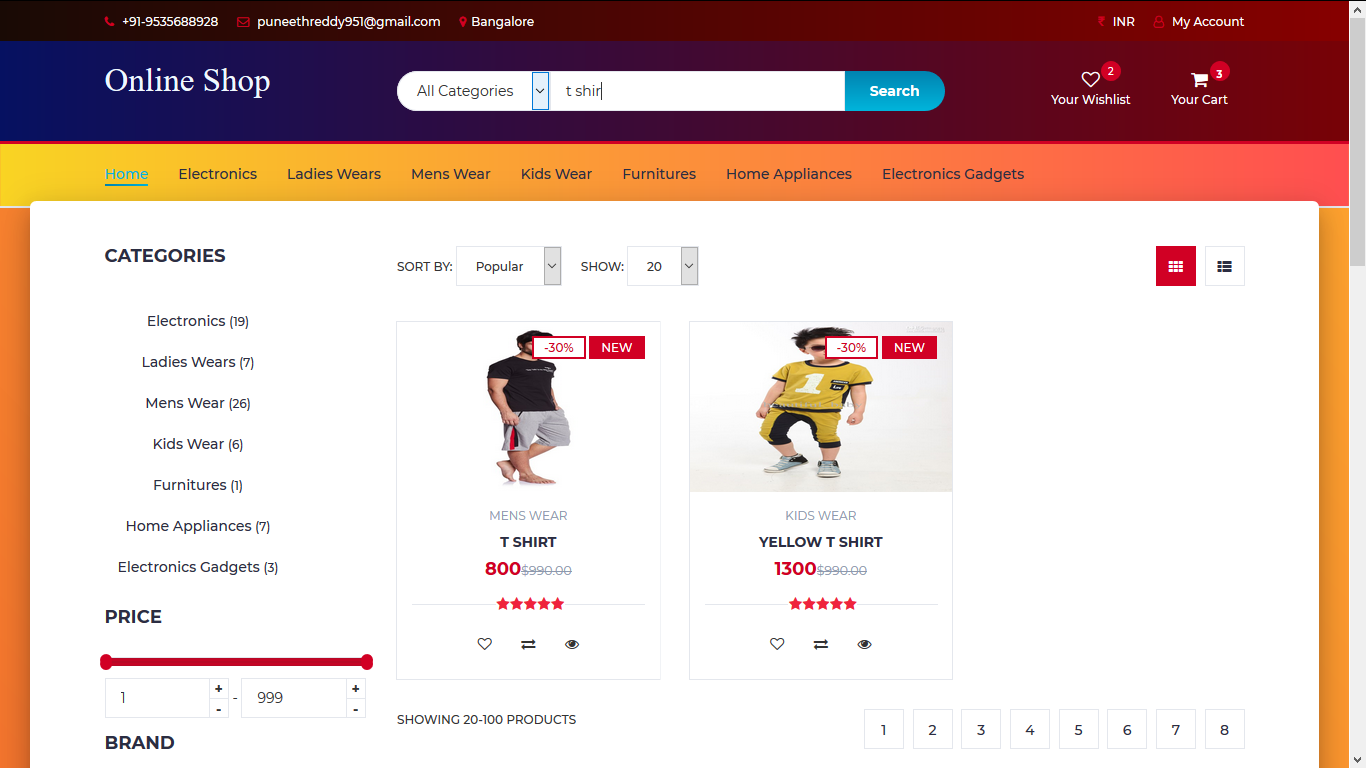 +91-9535688928 puneethreddy951@gmail.com Bangalore INR My Account
Online Shop
All Categories t shir Search
2
Your Wishlist
3
Your Cart
Home Electronics Ladies Wears Mens Wear Kids Wear Furnitures Home Appliances Electronics Gadgets
CATEGORIES
Electronics (19)
Ladies Wears (7)
Mens Wear (26)
Kids Wear (6)
Furnitures (1)
Home Appliances (7)
Electronics Gadgets (3)
PRICE
1 + - - 999 + -
BRAND
SORT BY: Popular SHOW: 20
-30% NEW
MENS WEAR
T SHIRT
800 $990.00
-30% NEW
1
KIDS WEAR
YELLOW T SHIRT
1300 $990.00
SHOWING 20-100 PRODUCTS
1 2 3 4 5 6 7 8